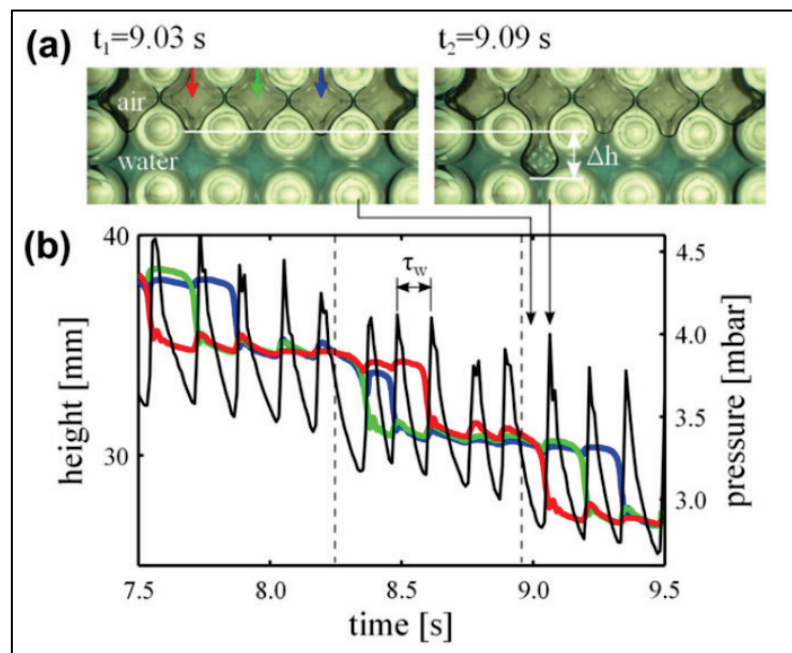 (a)
t₁=9.03 s
t₂=9.09 s
air
water
Δh
(b)
40
30
height [mm]
τw
4.5
4.0
3.5
3.0
pressure [mbar]
7.5 8.0 8.5 9.0 9.5
time [s]